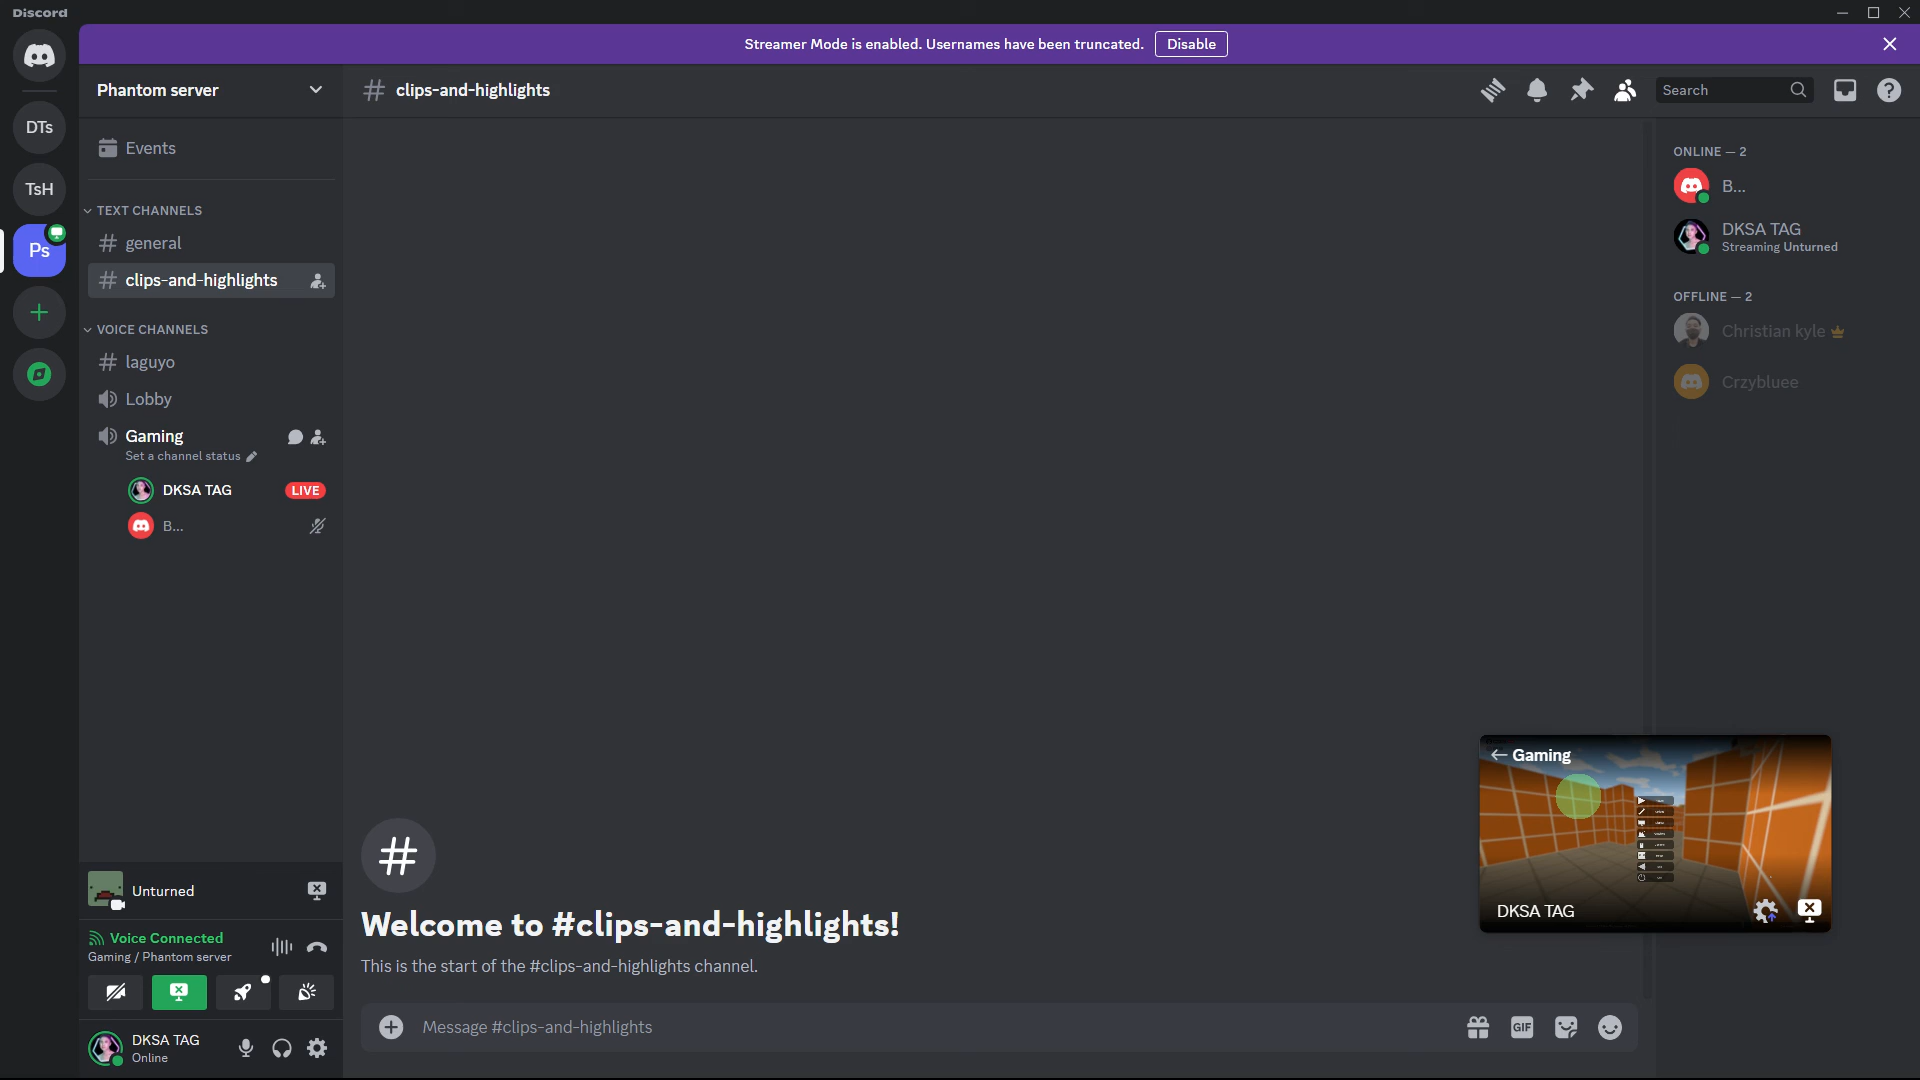 Discord
Streamer Mode is enabled. Usernames have been truncated.
Disable
Phantom server
clips-and-highlights
Search
DTs
TsH
Ps
Events
TEXT CHANNELS
general
clips-and-highlights
VOICE CHANNELS
laguyo
Lobby
Gaming
Set a channel status
DKSA TAG
LIVE
B...
Unturned
Voice Connected
Gaming / Phantom server
DKSA TAG
Online
Welcome to #clips-and-highlights!
This is the start of the #clips-and-highlights channel.
Message #clips-and-highlights
GIF
ONLINE — 2
B...
DKSA TAG
Streaming Unturned
OFFLINE — 2
Christian kyle
Crzybluee
Gaming
DKSA TAG